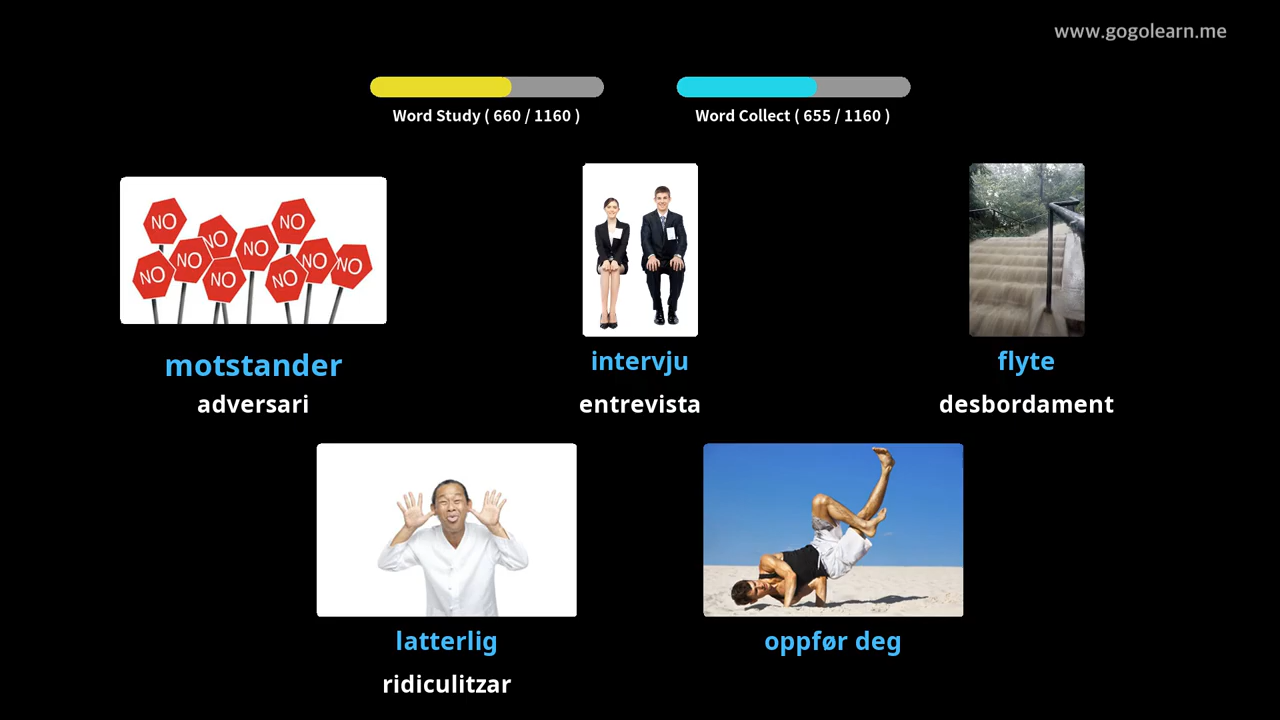 www.gogolearn.me
Word Study ( 660 / 1160 )
Word Collect ( 655 / 1160 )
NO
NO
NO
NO
NO
NO
NO
NO
NO
NO
motstander
adversari
intervju
entrevista
flyte
desbordament
latterlig
ridiculitzar
oppfør deg